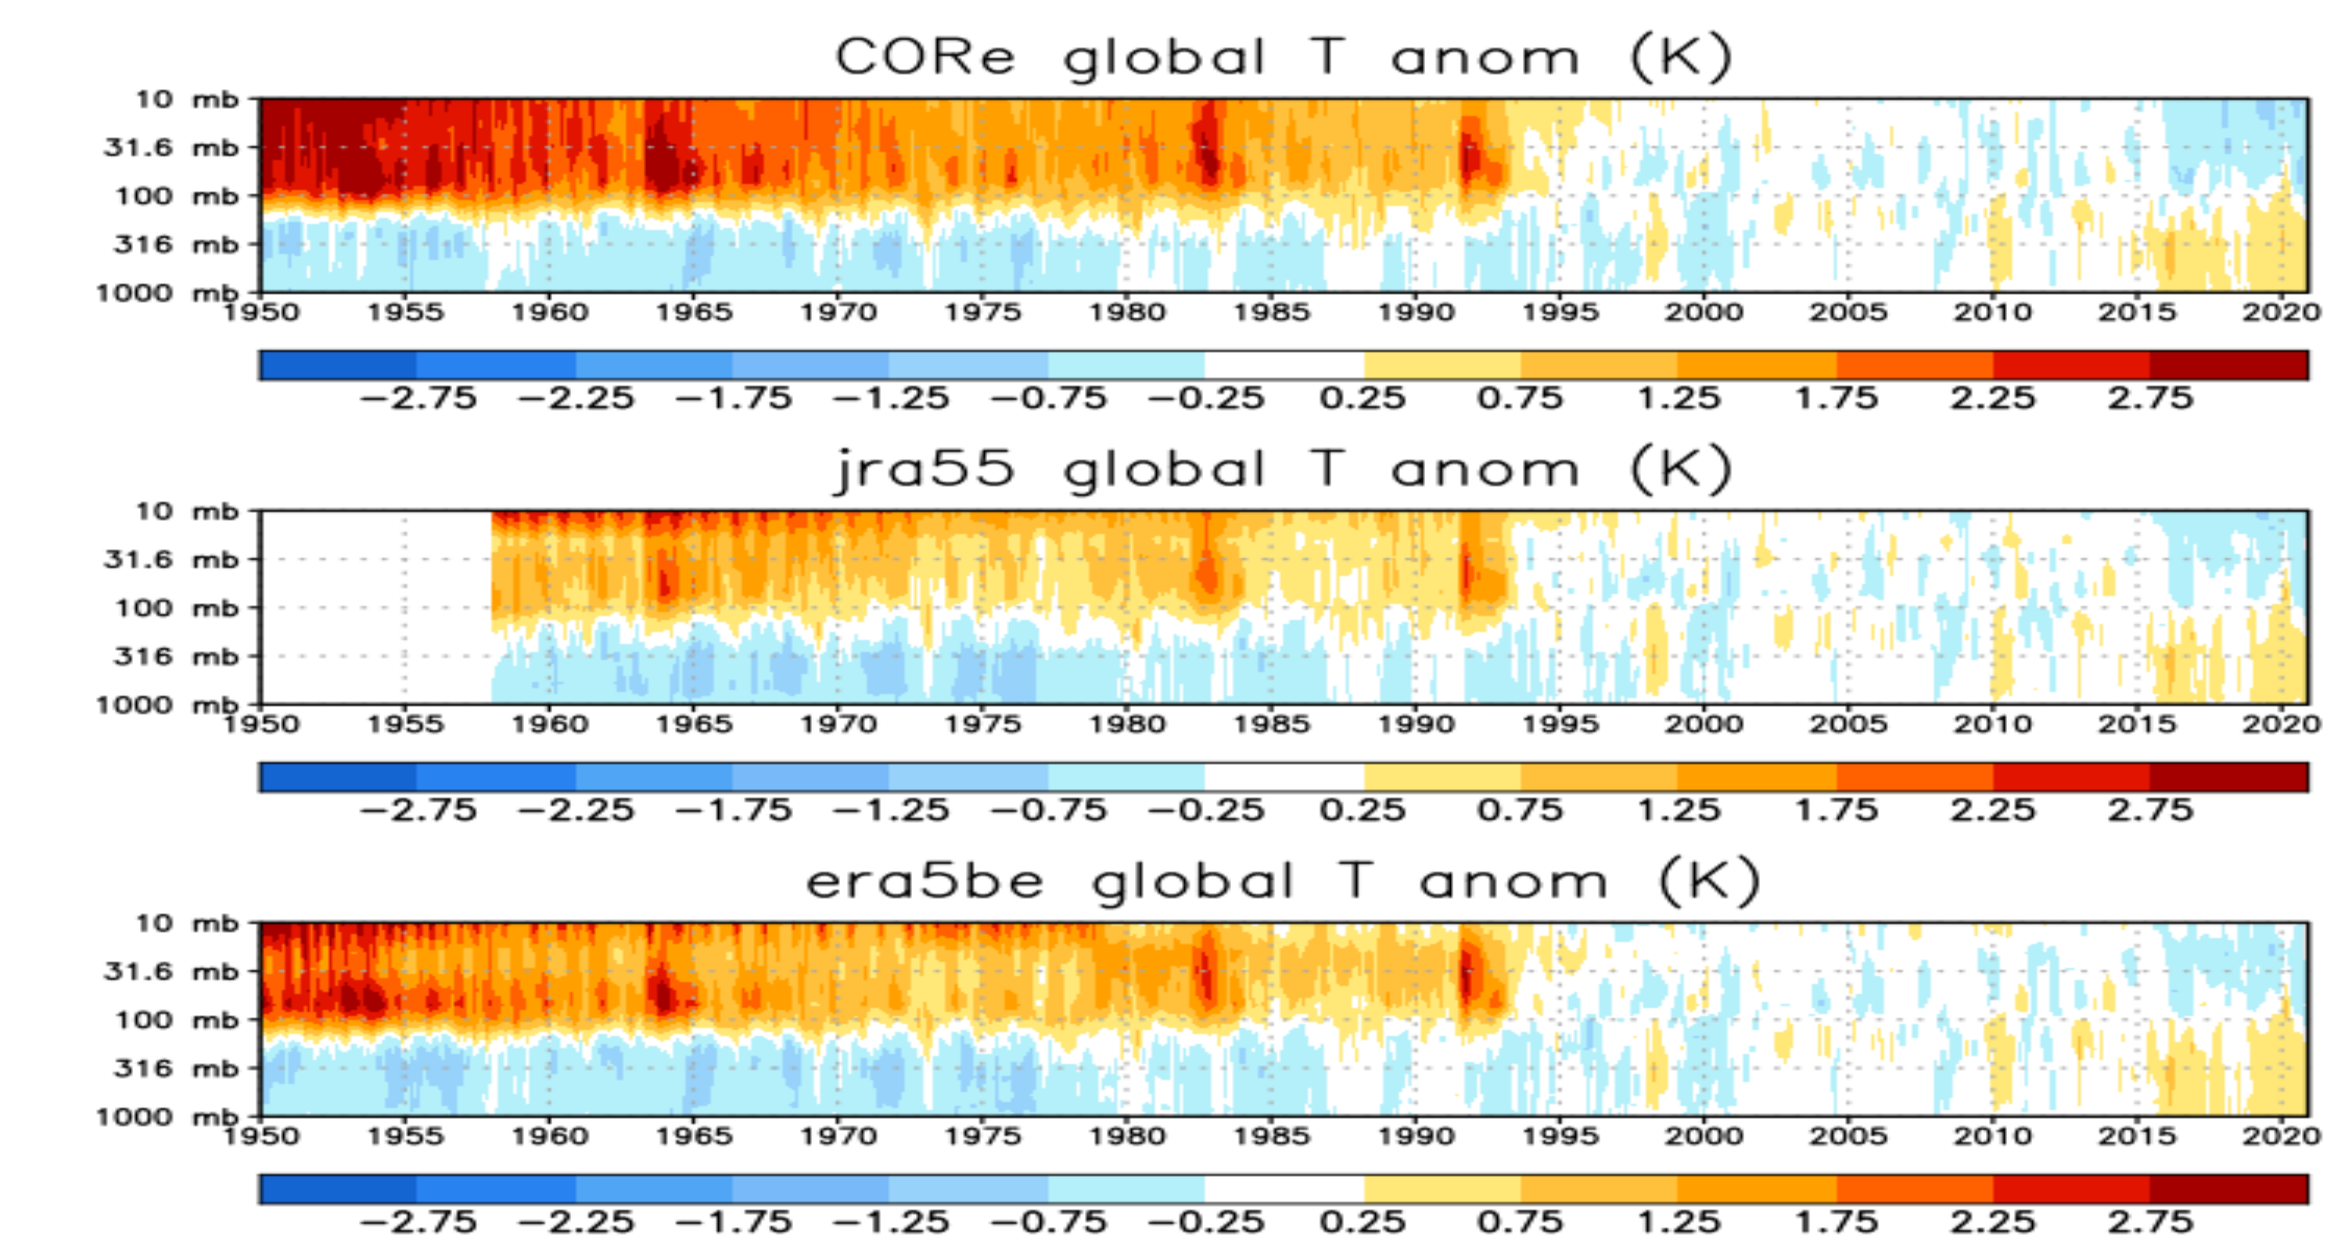 CORe global T anom (K)
10 mb
31.6 mb
100 mb
316 mb
1000 mb
1950 1955 1960 1965 1970 1975 1980 1985 1990 1995 2000 2005 2010 2015 2020
−2.75 −2.25 −1.75 −1.25 −0.75 −0.25 0.25 0.75 1.25 1.75 2.25 2.75
jra55 global T anom (K)
10 mb
31.6 mb
100 mb
316 mb
1000 mb
1950 1955 1960 1965 1970 1975 1980 1985 1990 1995 2000 2005 2010 2015 2020
−2.75 −2.25 −1.75 −1.25 −0.75 −0.25 0.25 0.75 1.25 1.75 2.25 2.75
era5be global T anom (K)
10 mb
31.6 mb
100 mb
316 mb
1000 mb
1950 1955 1960 1965 1970 1975 1980 1985 1990 1995 2000 2005 2010 2015 2020
−2.75 −2.25 −1.75 −1.25 −0.75 −0.25 0.25 0.75 1.25 1.75 2.25 2.75